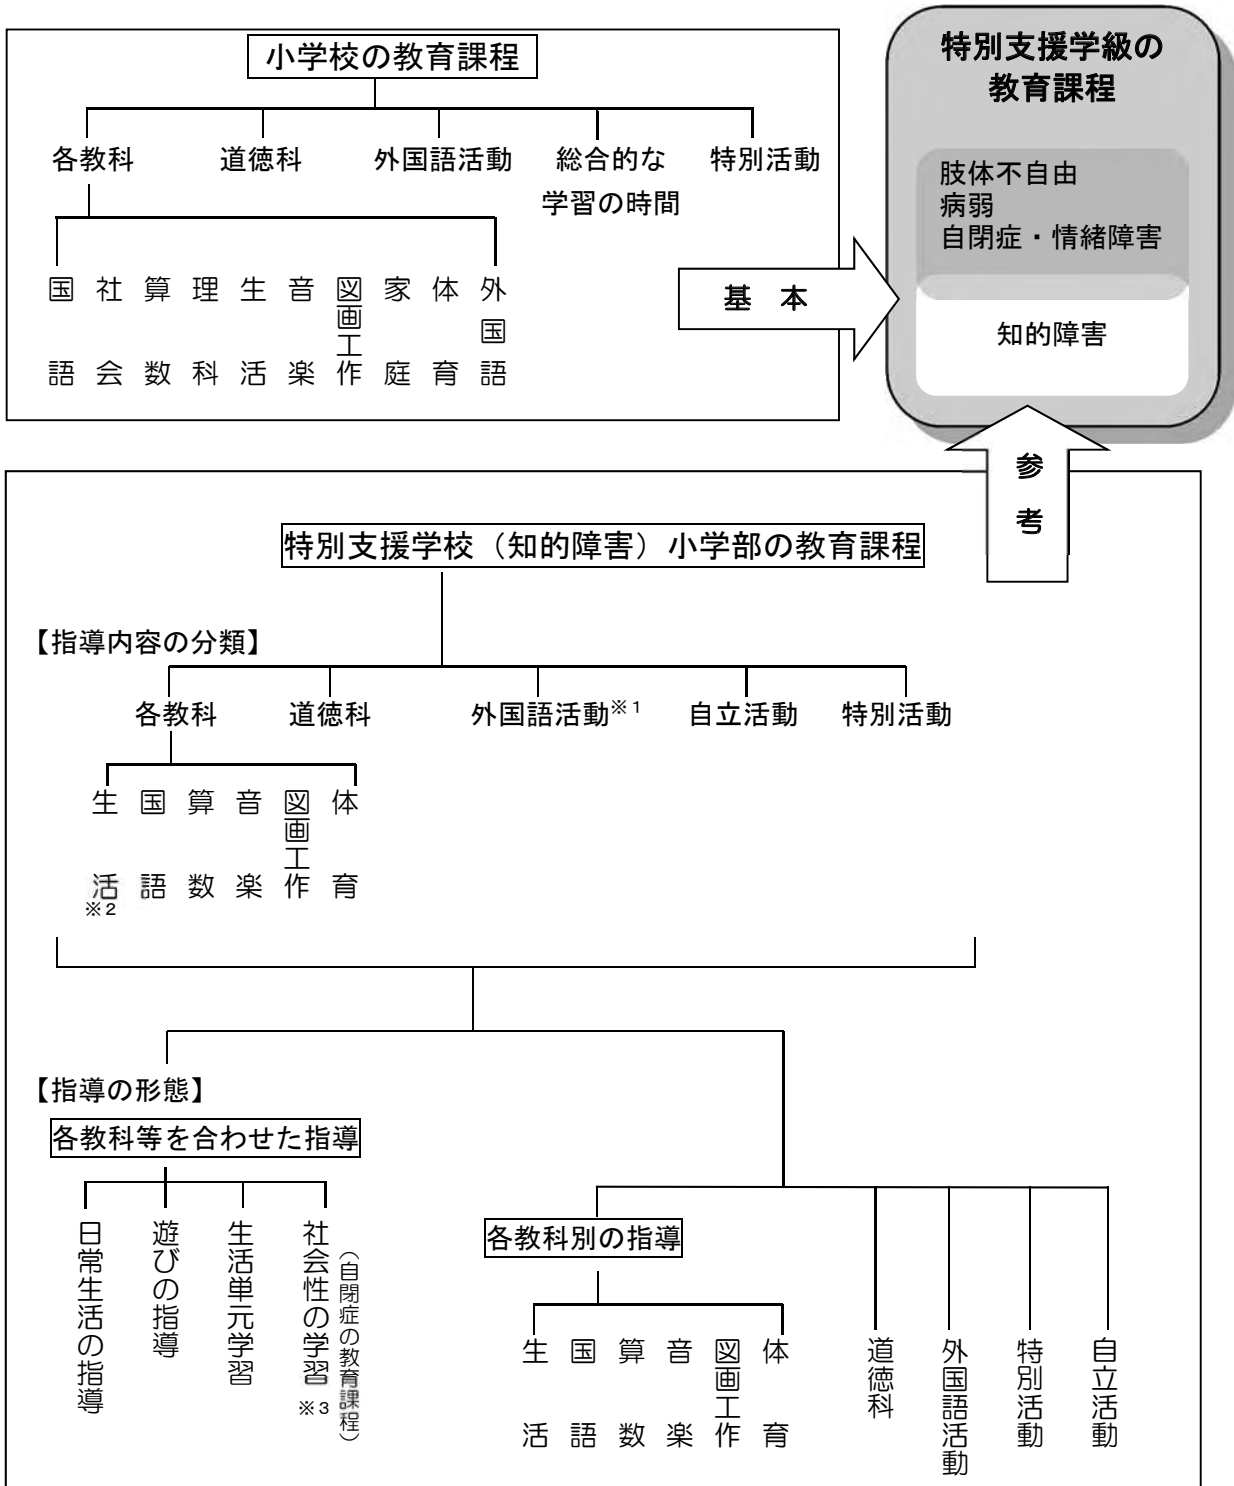 小学校の教育課程
各教科
道徳科
外国語活動
総合的な
学習の時間
特別活動
国語
社会
算数
理科
生活
音楽
図画工作
家庭
体育
外国語
基本
特別支援学級の
教育課程
肢体不自由
病弱
自閉症・情緒障害
知的障害
参考
特別支援学校（知的障害）小学部の教育課程
【指導内容の分類】
各教科
道徳科
外国語活動※1
自立活動
特別活動
生活※2
国語
算数
音楽
図画工作
体育
【指導の形態】
各教科等を合わせた指導
日常生活の指導
遊びの指導
生活単元学習
社会性の学習※3
（自閉症の教育課程）
各教科別の指導
生活
国語
算数
音楽
図画工作
体育
道徳科
外国語活動
特別活動
自立活動